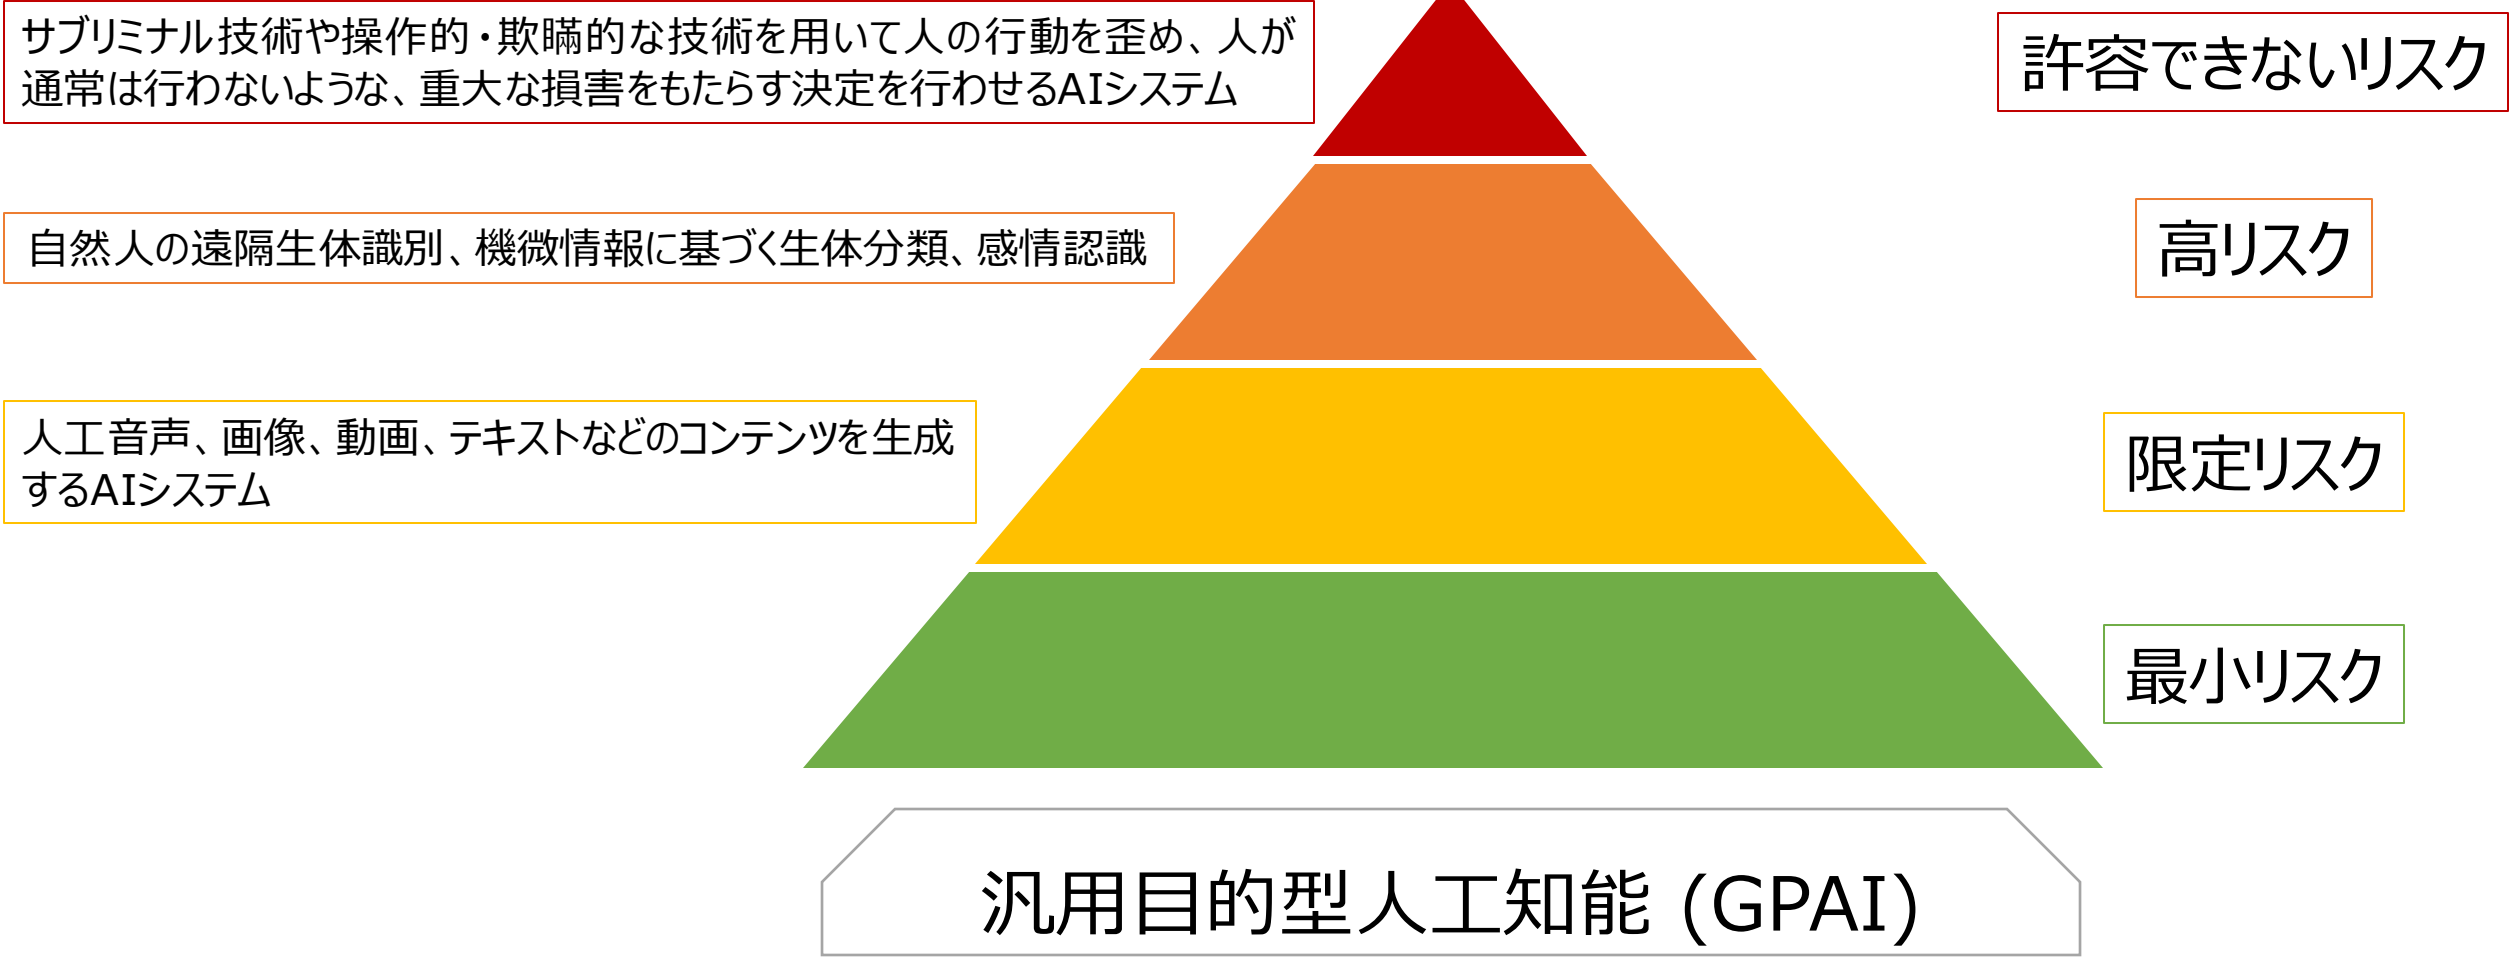 サブリミナル技術や操作的・欺瞞的な技術を用いて人の行動を歪め、人が
通常は行わないような、重大な損害をもたらす決定を行わせるAIシステム
許容できないリスク
自然人の遠隔生体識別、機微情報に基づく生体分類、感情認識
高リスク
人工音声、画像、動画、テキストなどのコンテンツを生成
するAIシステム
限定リスク
最小リスク
汎用目的型人工知能（GPAI）